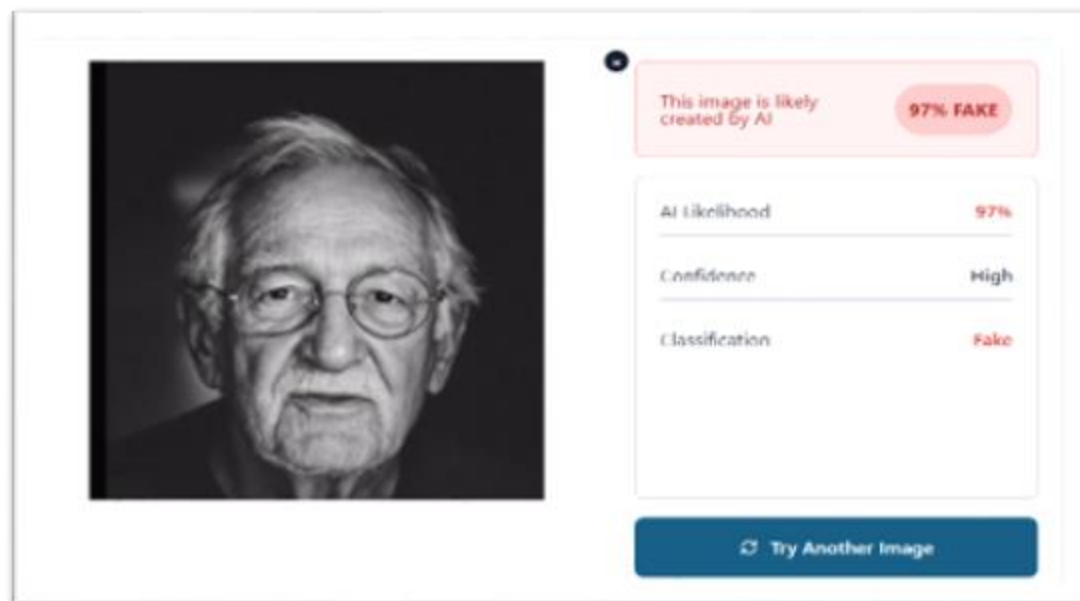 This image is likely
created by AI
97% FAKE
AI Likelihood
97%
Confidence
High
Classification
Fake
Try Another Image